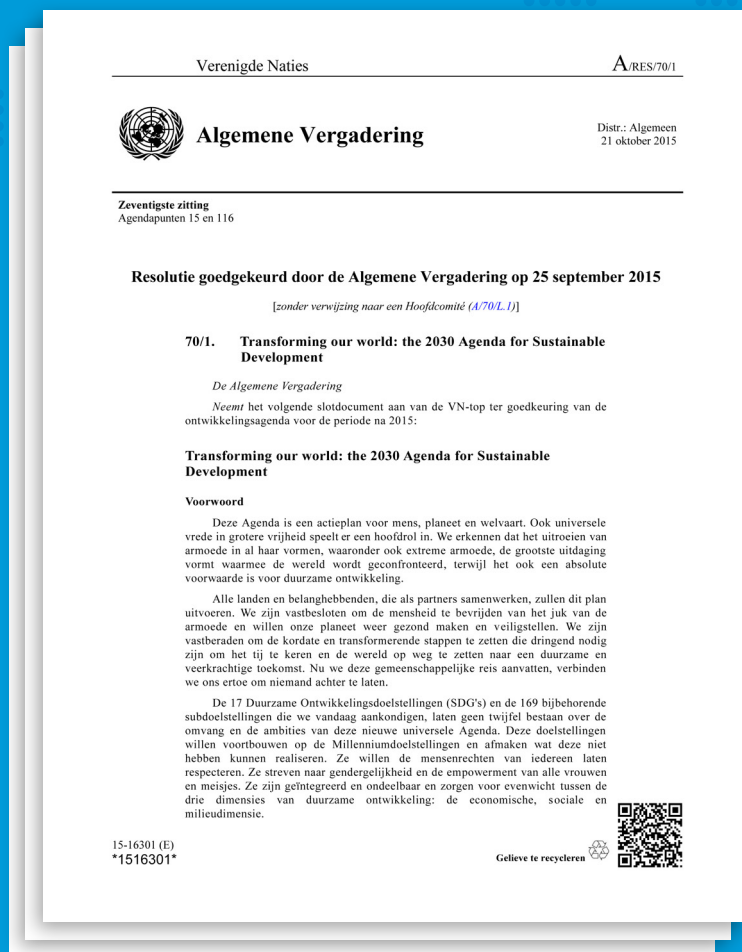 Verenigde Naties
A/RES/70/1
Algemene Vergadering
Distr.: Algemeen
21 oktober 2015
Zeventigste zitting
Agendapunten 15 en 116
Resolutie goedgekeurd door de Algemene Vergadering op 25 september 2015
[zonder verwijzing naar een Hoofdcomité (A/70/L.1)]
70/1. Transforming our world: the 2030 Agenda for Sustainable
Development
De Algemene Vergadering
Neemt het volgende slotdocument aan van de VN-top ter goedkeuring van de
ontwikkelingsagenda voor de periode na 2015:
Transforming our world: the 2030 Agenda for Sustainable
Development
Voorwoord
Deze Agenda is een actieplan voor mens, planeet en welvaart. Ook universele
vrede in grotere vrijheid speelt er een hoofdrol in. We erkennen dat het uitroeien van
armoede in al haar vormen, waaronder ook extreme armoede, de grootste uitdaging
vormt waarmee de wereld wordt geconfronteerd, terwijl het ook een absolute
voorwaarde is voor duurzame ontwikkeling.
Alle landen en belanghebbenden, die als partners samenwerken, zullen dit plan
uitvoeren. We zijn vastbesloten om de mensheid te bevrijden van het juk van de
armoede en willen onze planeet weer gezond maken en veiligstellen. We zijn
vastberaden om de kordate en transformerende stappen te zetten die dringend nodig
zijn om het tij te keren en de wereld op weg te zetten naar een duurzame en
veerkrachtige toekomst. Nu we deze gemeenschappelijke reis aanvatten, verbinden
we ons ertoe om niemand achter te laten.
De 17 Duurzame Ontwikkelingsdoelstellingen (SDG's) en de 169 bijbehorende
subdoelstellingen die we vandaag aankondigen, laten geen twijfel bestaan over de
omvang en de ambities van deze nieuwe universele Agenda. Deze doelstellingen
willen voortbouwen op de Millenniumdoelstellingen en afmaken wat deze niet
hebben kunnen realiseren. Ze willen de mensenrechten van iedereen laten
respecteren. Ze streven naar gendergelijkheid en de empowerment van alle vrouwen
en meisjes. Ze zijn geïntegreerd en ondeelbaar en zorgen voor evenwicht tussen de
drie dimensies van duurzame ontwikkeling: de economische, sociale en
milieudimensie.
15-16301 (E)
*1516301*
Gelieve te recycleren